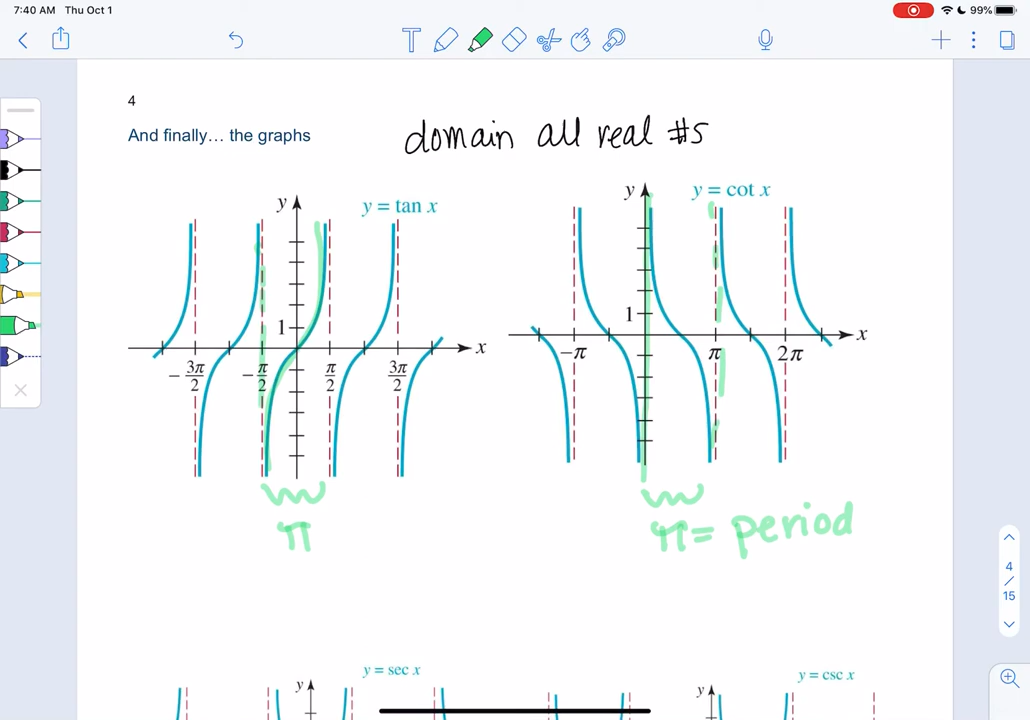 7:40 AM Thu Oct 1
99%
4
And finally… the graphs
domain all real #s
y = tan x
y
1
x
−3π/2
−π/2
π/2
3π/2
π
y = cot x
y
1
x
−π
π
2π
π = period
4
/
15
y = sec x
y
y = csc x
y